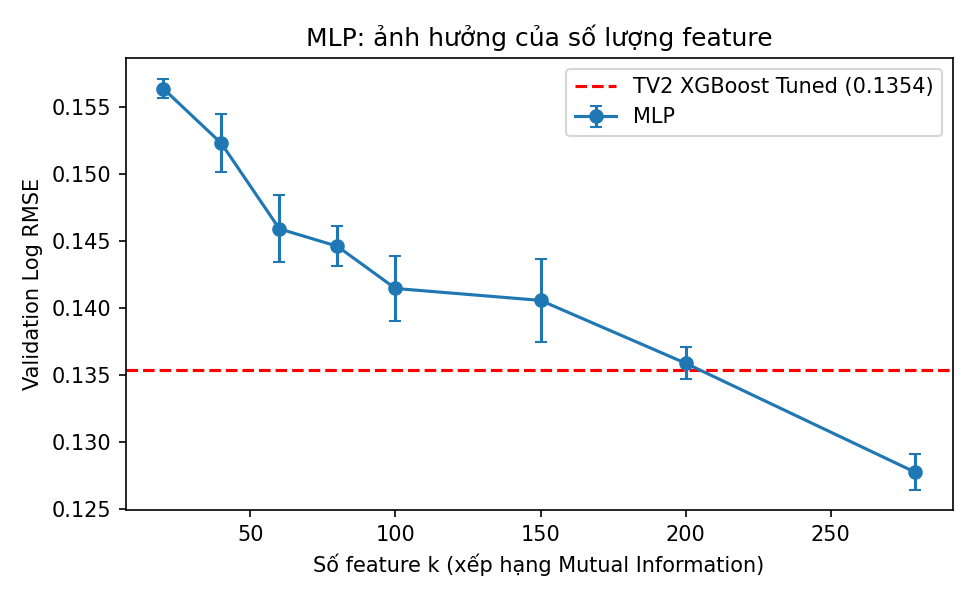 MLP: ảnh hưởng của số lượng feature
TV2 XGBoost Tuned (0.1354)
MLP
Validation Log RMSE
0.155
0.150
0.145
0.140
0.135
0.130
0.125
50 100 150 200 250
Số feature k (xếp hạng Mutual Information)